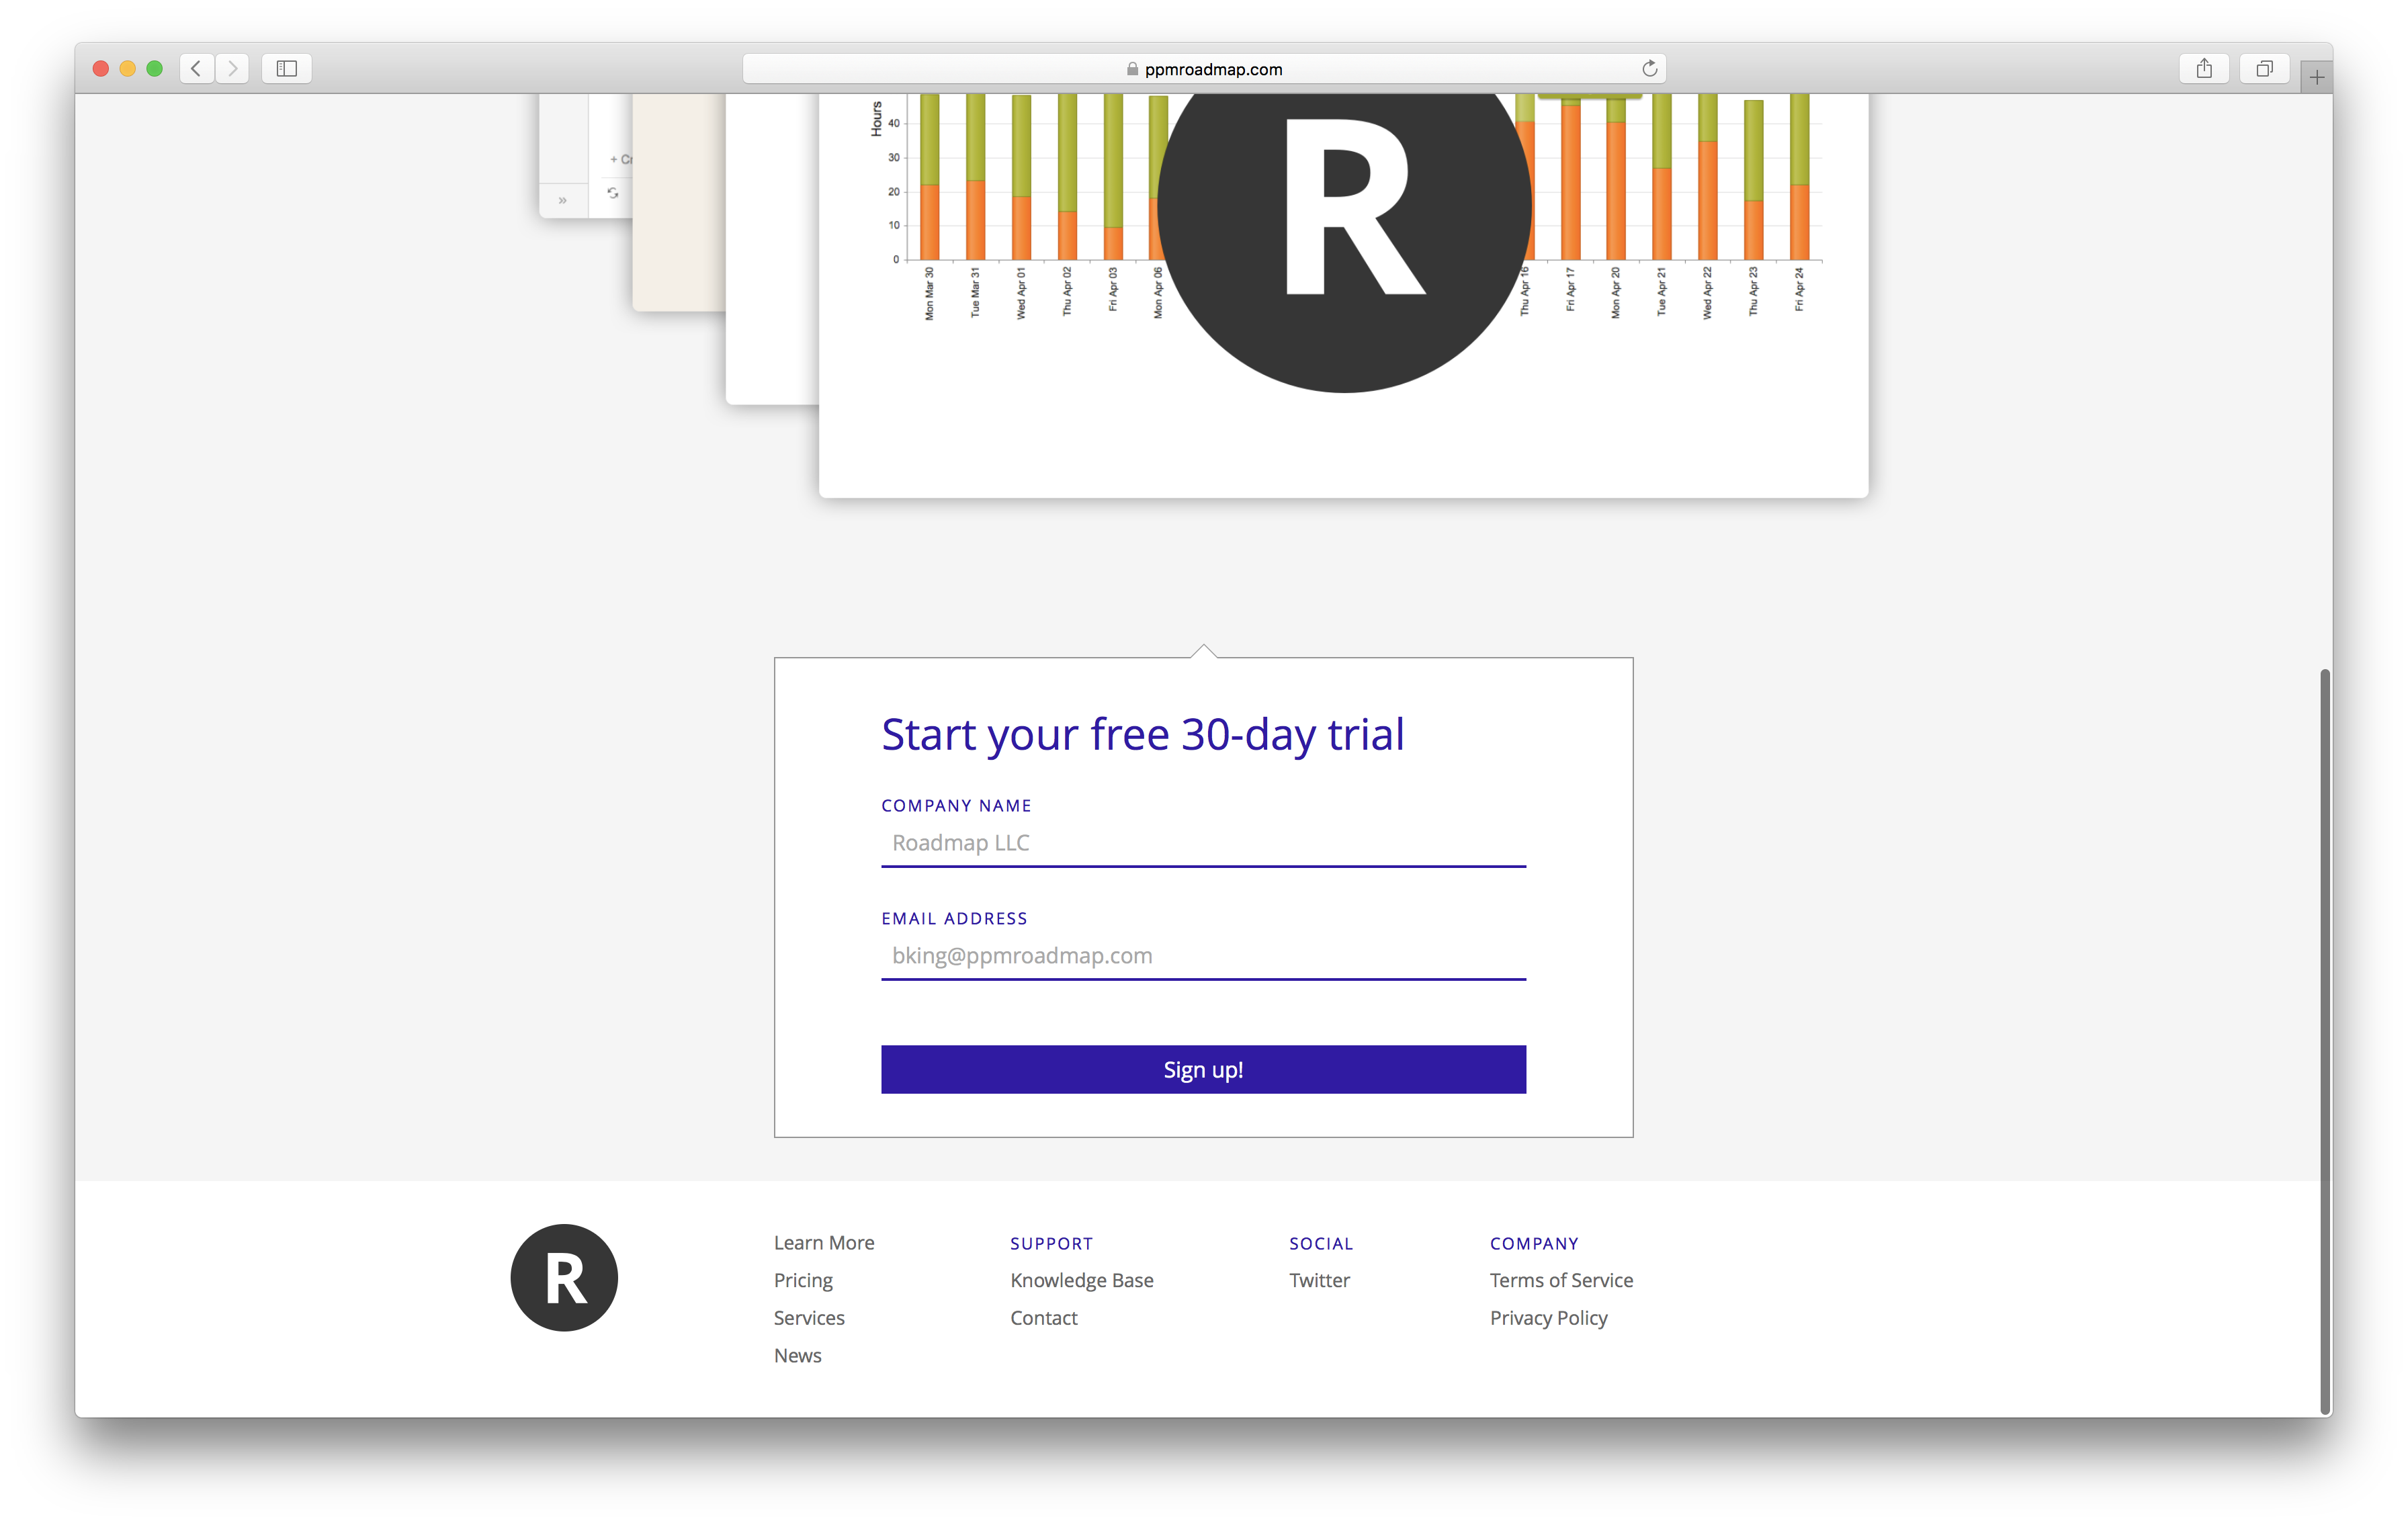 ppmroadmap.com
Hours
40
30
20
10
0
Mon Mar 30
Tue Mar 31
Wed Apr 01
Thu Apr 02
Fri Apr 03
Mon Apr 06
Thu Apr 16
Fri Apr 17
Mon Apr 20
Tue Apr 21
Wed Apr 22
Thu Apr 23
Fri Apr 24
+ Cr
»
R
Start your free 30-day trial
COMPANY NAME
Roadmap LLC
EMAIL ADDRESS
bking@ppmroadmap.com
Sign up!
R
Learn More
Pricing
Services
News
SUPPORT
Knowledge Base
Contact
SOCIAL
Twitter
COMPANY
Terms of Service
Privacy Policy